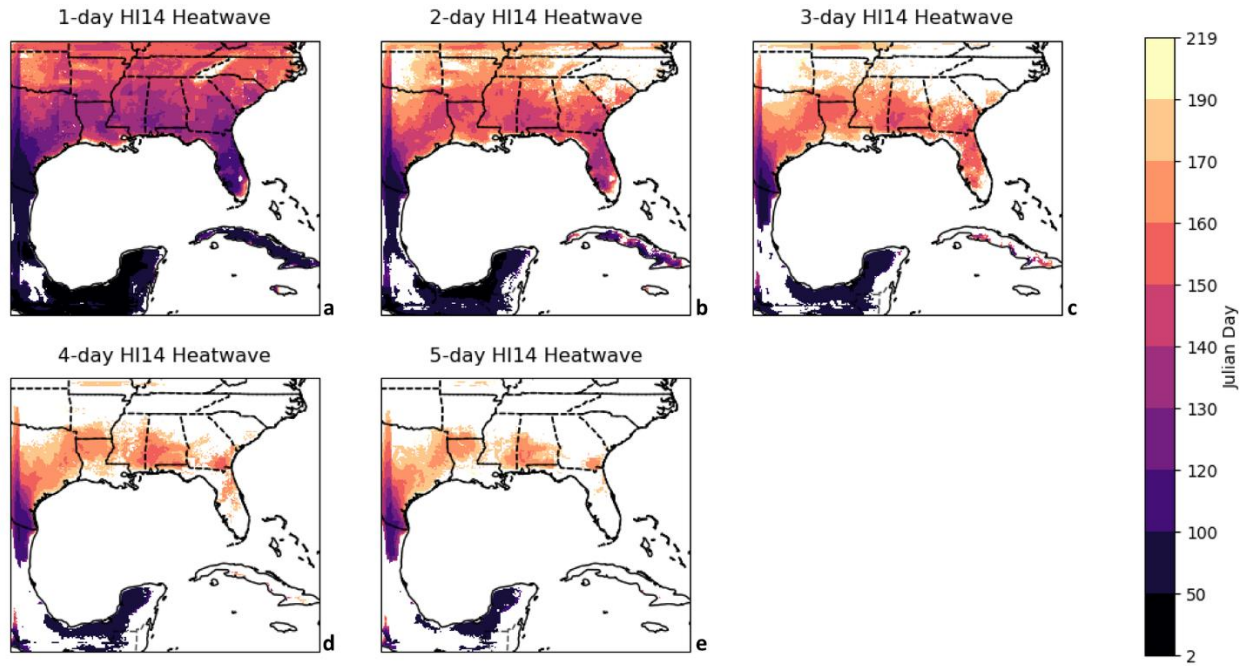 1-day HI14 Heatwave
2-day HI14 Heatwave
3-day HI14 Heatwave
a
b
c
4-day HI14 Heatwave
5-day HI14 Heatwave
d
e
219
190
170
160
150
140
130
120
100
50
2
Julian Day